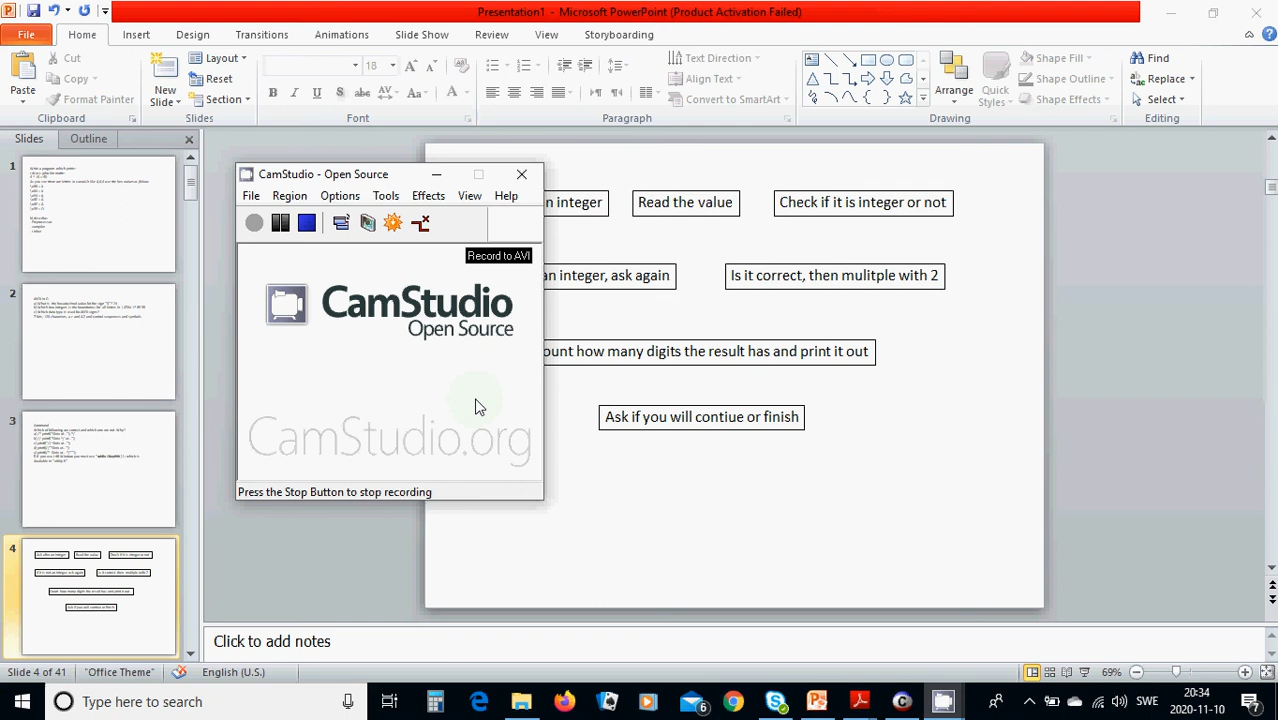 Presentation1 - Microsoft PowerPoint (Product Activation Failed)
File Home Insert Design Transitions Animations Slide Show Review View Storyboarding
Paste
Cut
Copy
Format Painter
Clipboard
New Slide
Layout
Reset
Section
Slides
18
Font
Text Direction
Align Text
Convert to SmartArt
Paragraph
Arrange
Quick Styles
Shape Fill
Shape Outline
Shape Effects
Drawing
Find
Replace
Select
Editing
Slides Outline
1
2
3
4
CamStudio - Open Source
File Region Options Tools Effects View Help
Record to AVI
CamStudio
Open Source
CamStudio.org
Press the Stop Button to stop recording
n integer
Read the value
Check if it is integer or not
an integer, ask again
Is it correct, then mulitple with 2
ount how many digits the result has and print it out
Ask if you will contiue or finish
Click to add notes
Slide 4 of 41 "Office Theme" English (U.S.) 69%
Type here to search
6
SWE
20:34
2020-11-10
7